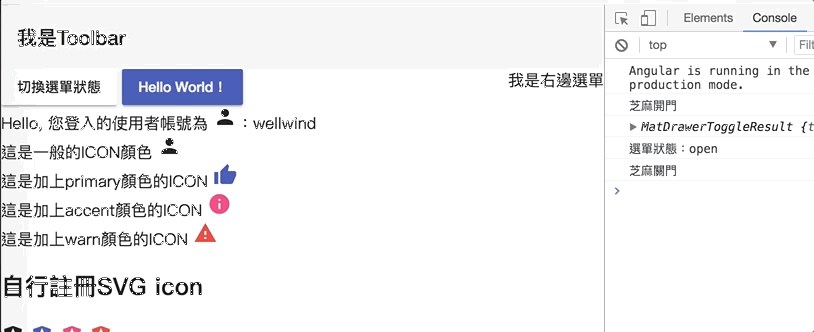 我是Toolbar
切換選單狀態 Hello World！ 我是右邊選單
Hello, 您登入的使用者帳號為 ：wellwind
這是一般的ICON顏色
這是加上primary顏色的ICON
這是加上accent顏色的ICON
這是加上warn顏色的ICON
自行註冊SVG icon
Elements Console
top Filt
Angular is running in the
production mode.
芝麻開門
MatDrawerToggleResult {t
選單狀態：open
芝麻關門